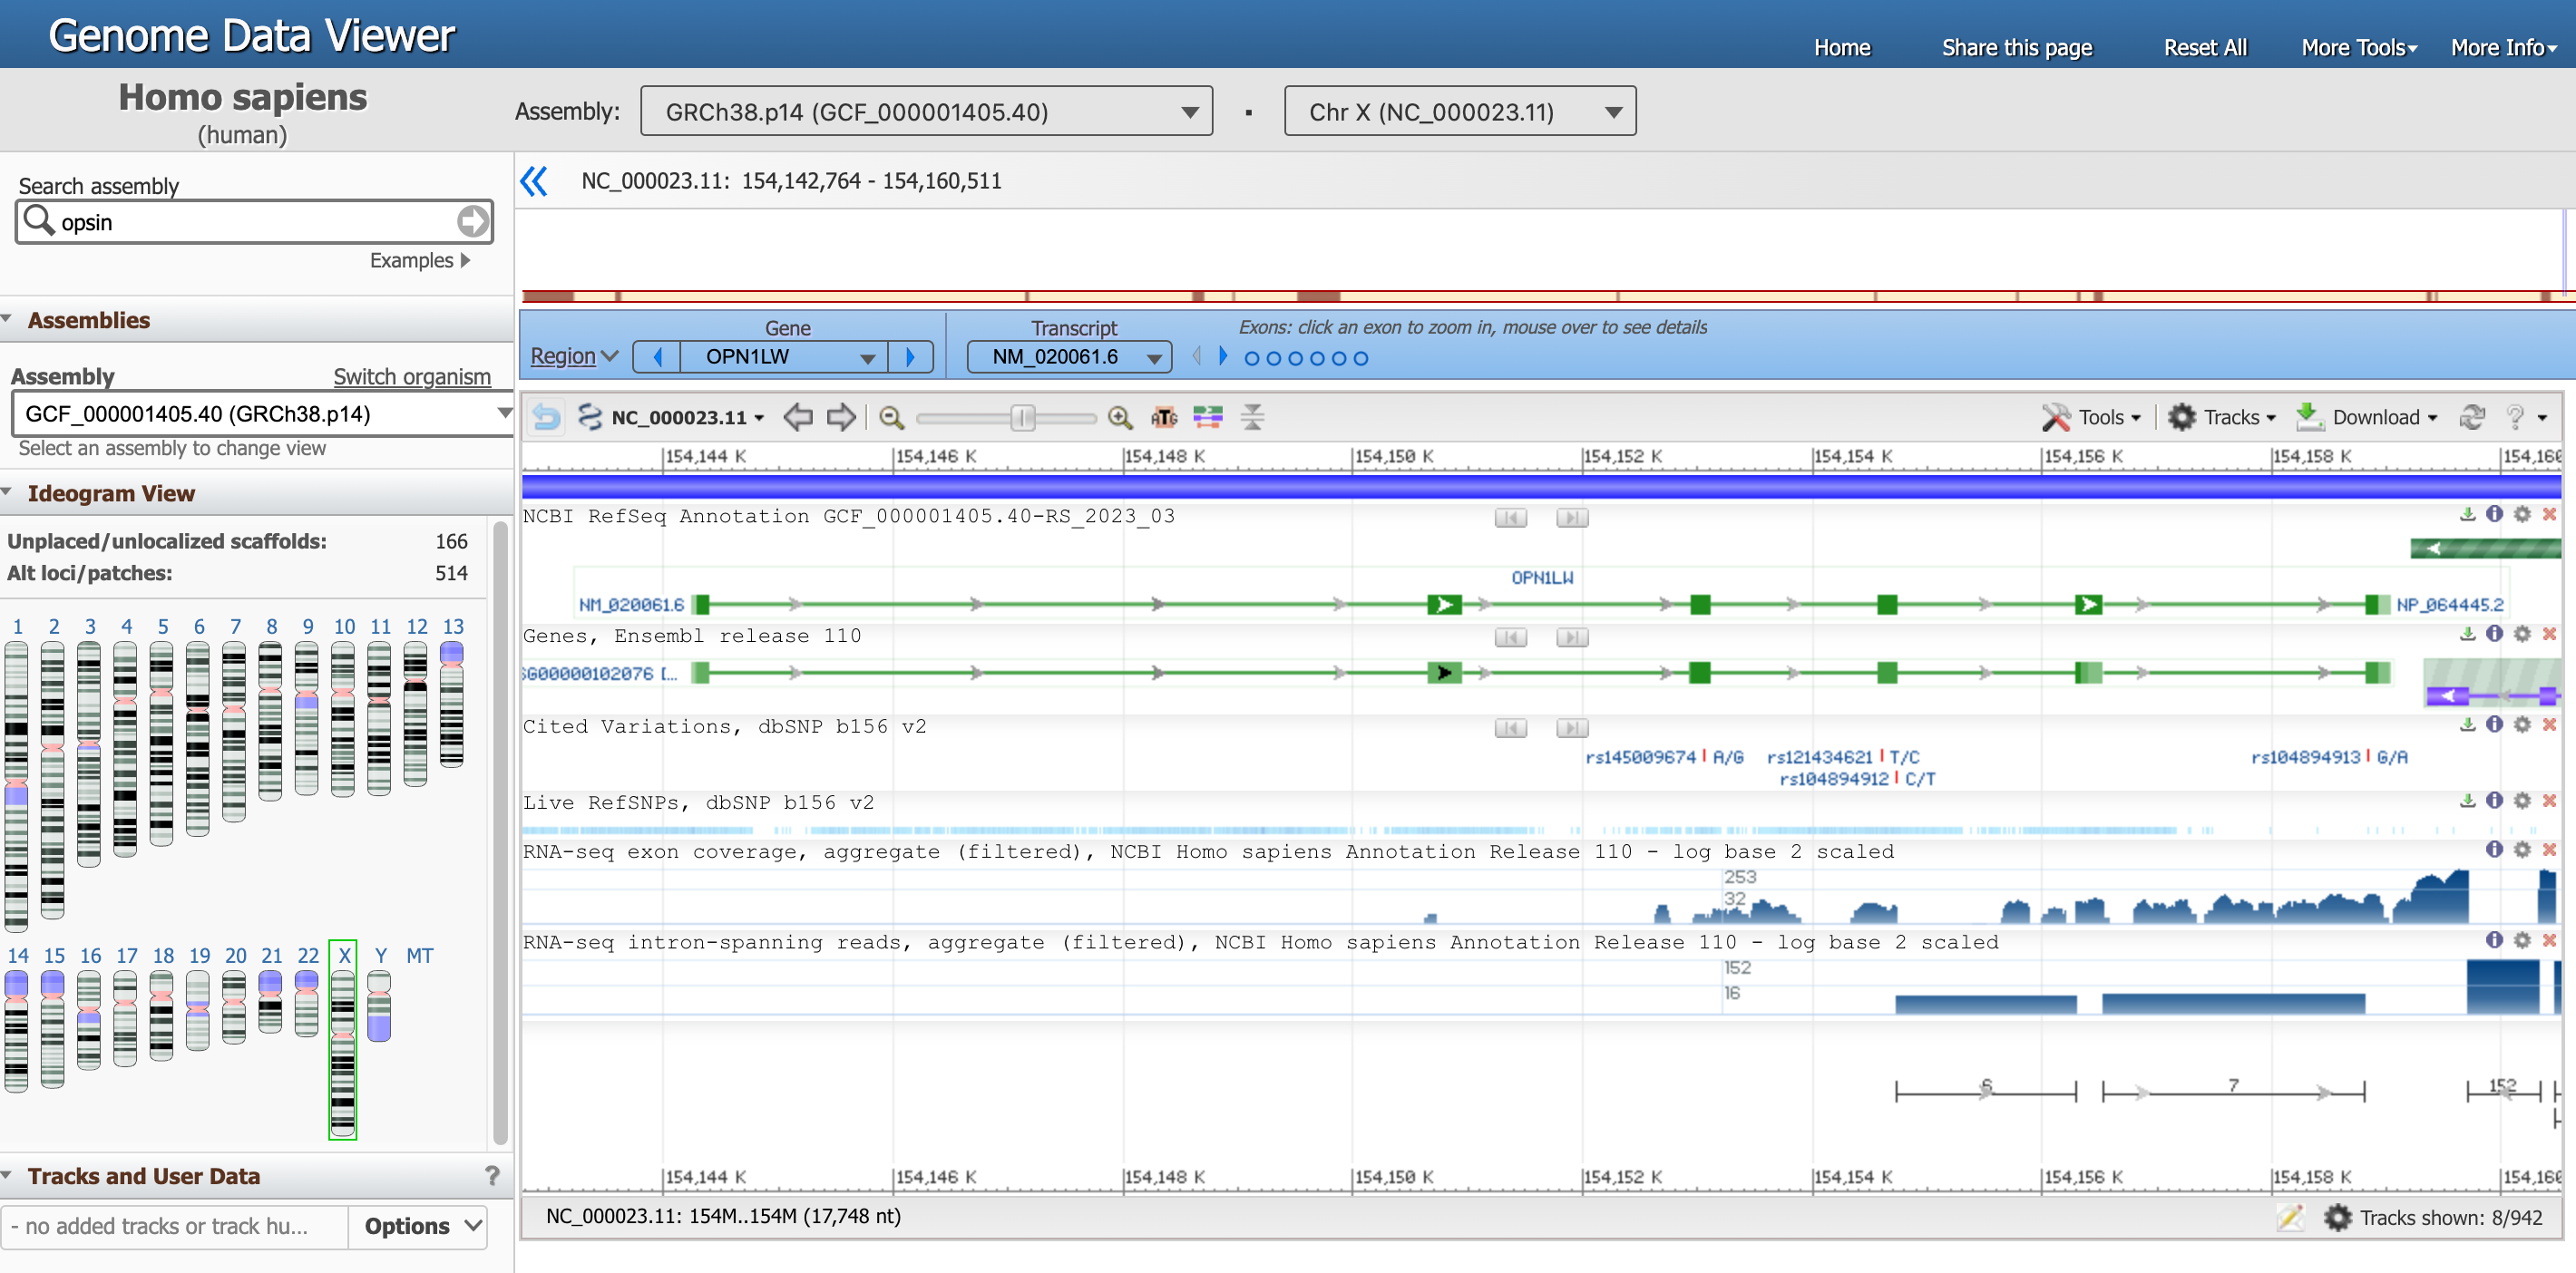 Genome Data Viewer
Home Share this page Reset All More Tools More Info
Homo sapiens
(human)
Assembly: GRCh38.p14 (GCF_000001405.40) · Chr X (NC_000023.11)
Search assembly
opsin
Examples
NC_000023.11: 154,142,764 - 154,160,511
Assemblies
Assembly Switch organism
GCF_000001405.40 (GRCh38.p14)
Select an assembly to change view
Ideogram View
Unplaced/unlocalized scaffolds: 166
Alt loci/patches: 514
1 2 3 4 5 6 7 8 9 10 11 12 13
14 15 16 17 18 19 20 21 22 X Y MT
Tracks and User Data ?
- no added tracks or track hu... Options
Gene Transcript Exons: click an exon to zoom in, mouse over to see details
Region OPN1LW NM_020061.6
NC_000023.11 ATG Tools Tracks Download ?
154,144 K 154,146 K 154,148 K 154,150 K 154,152 K 154,154 K 154,156 K 154,158 K 154,160
NCBI RefSeq Annotation GCF_000001405.40-RS_2023_03
OPN1LW
NM_020061.6 NP_064445.2
Genes, Ensembl release 110
SG00000102076 [...
Cited Variations, dbSNP b156 v2
rs145009674 A/G rs121434621 T/C rs104894913 G/A
rs104894912 C/T
Live RefSNPs, dbSNP b156 v2
RNA-seq exon coverage, aggregate (filtered), NCBI Homo sapiens Annotation Release 110 - log base 2 scaled
253
32
RNA-seq intron-spanning reads, aggregate (filtered), NCBI Homo sapiens Annotation Release 110 - log base 2 scaled
152
16
6 7 152
154,144 K 154,146 K 154,148 K 154,150 K 154,152 K 154,154 K 154,156 K 154,158 K 154,160
NC_000023.11: 154M..154M (17,748 nt) Tracks shown: 8/942